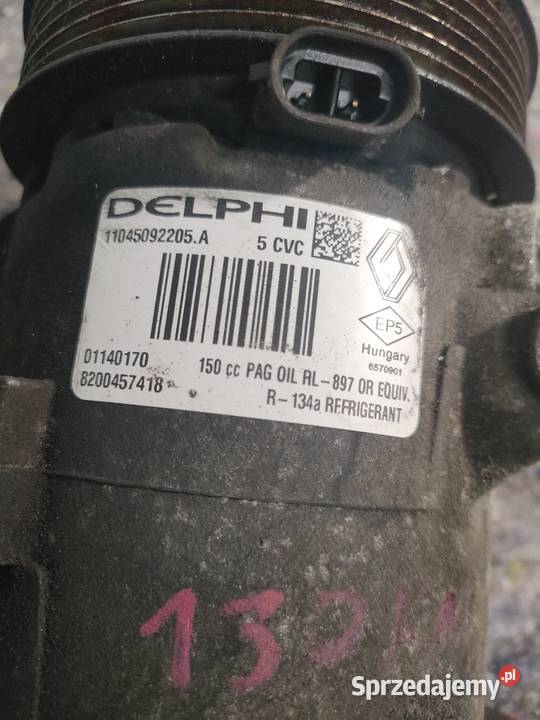 DELPHI
11045092205.A 5 CVC
EP5
Hungary
6570901
01140170
8200457418
150 cc PAG OIL RL-897 OR EQUIV.
R-134a REFRIGERANT
Sprzedajemy.pl